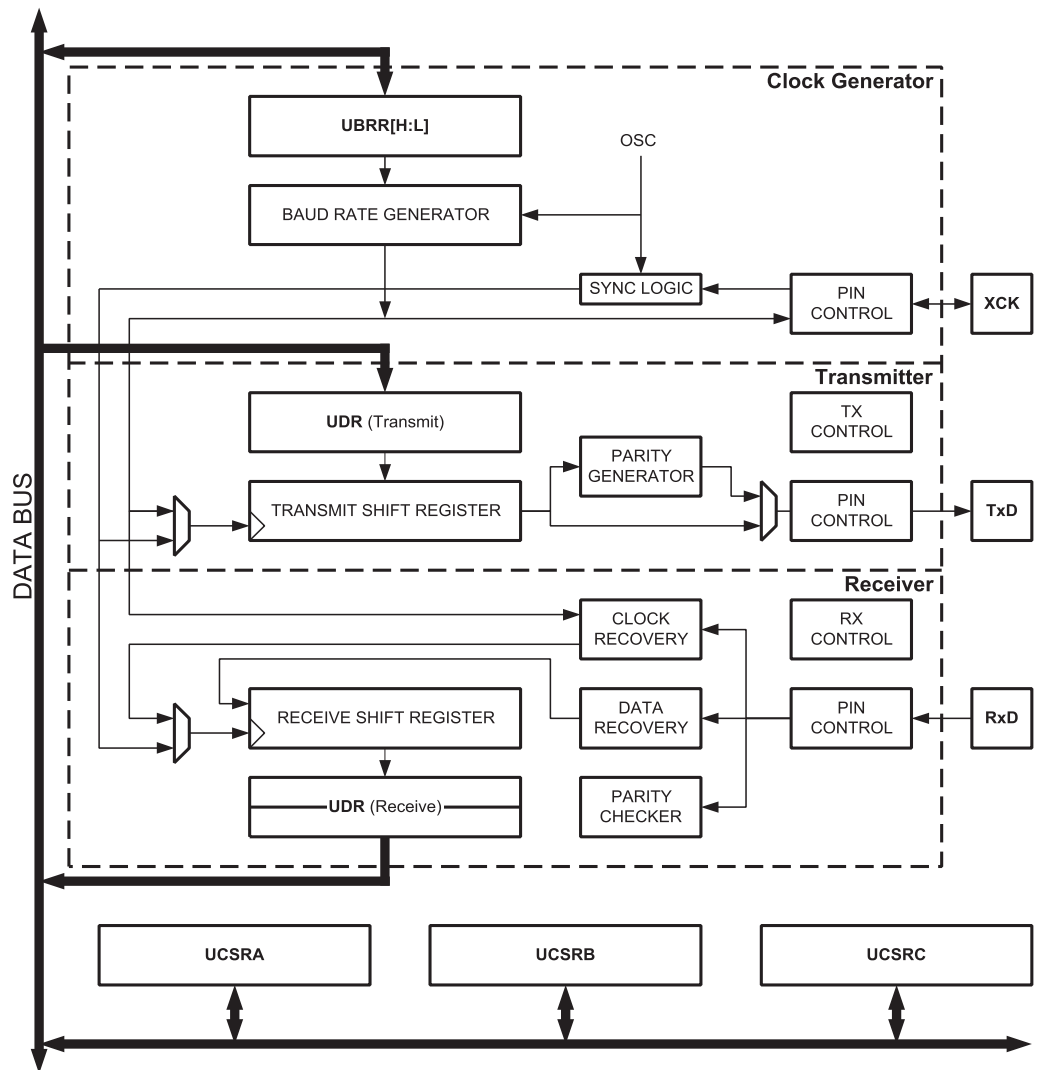 Clock Generator
UBRR[H:L]
OSC
BAUD RATE GENERATOR
SYNC LOGIC
PIN
CONTROL
XCK
Transmitter
UDR (Transmit)
TX
CONTROL
PARITY
GENERATOR
TRANSMIT SHIFT REGISTER
PIN
CONTROL
TxD
DATA BUS
Receiver
CLOCK
RECOVERY
RX
CONTROL
RECEIVE SHIFT REGISTER
DATA
RECOVERY
PIN
CONTROL
RxD
UDR (Receive)
PARITY
CHECKER
UCSRA
UCSRB
UCSRC